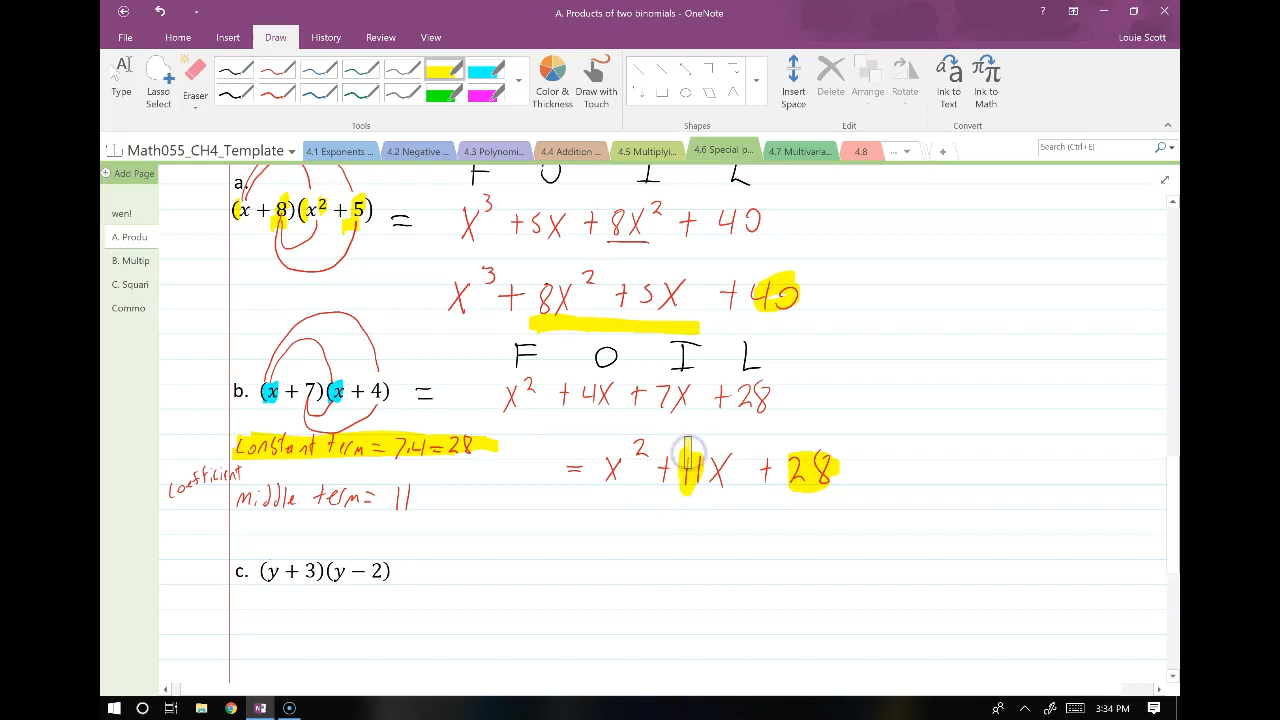 A. Products of two binomials - OneNote
Louie Scott
File Home Insert Draw History Review View
Type Lasso Select Eraser Color & Thickness Draw with Touch Insert Space Delete Arrange Rotate Ink to Text Ink to Math
Tools Shapes Edit Convert
Math055_CH4_Template 4.1 Exponents ... 4.2 Negative ... 4.3 Polynomi... 4.4 Addition ... 4.5 Multiplyi... 4.6 Special p... 4.7 Multivaria... 4.8 ... Search (Ctrl+E)
Add Page
wen!
A. Produ
B. Multip
C. Squari
Commo
F O I L
a.
(x + 8)(x² + 5) = x³ + 5x + 8x² + 40
x³ + 8x² + 5x + 40
F O I L
b. (x + 7)(x + 4) = x² + 4x + 7x + 28
constant term = 7.4 = 28
= x² + 11x + 28
coefficient
middle term = 11
c. (y + 3)(y − 2)
3:34 PM